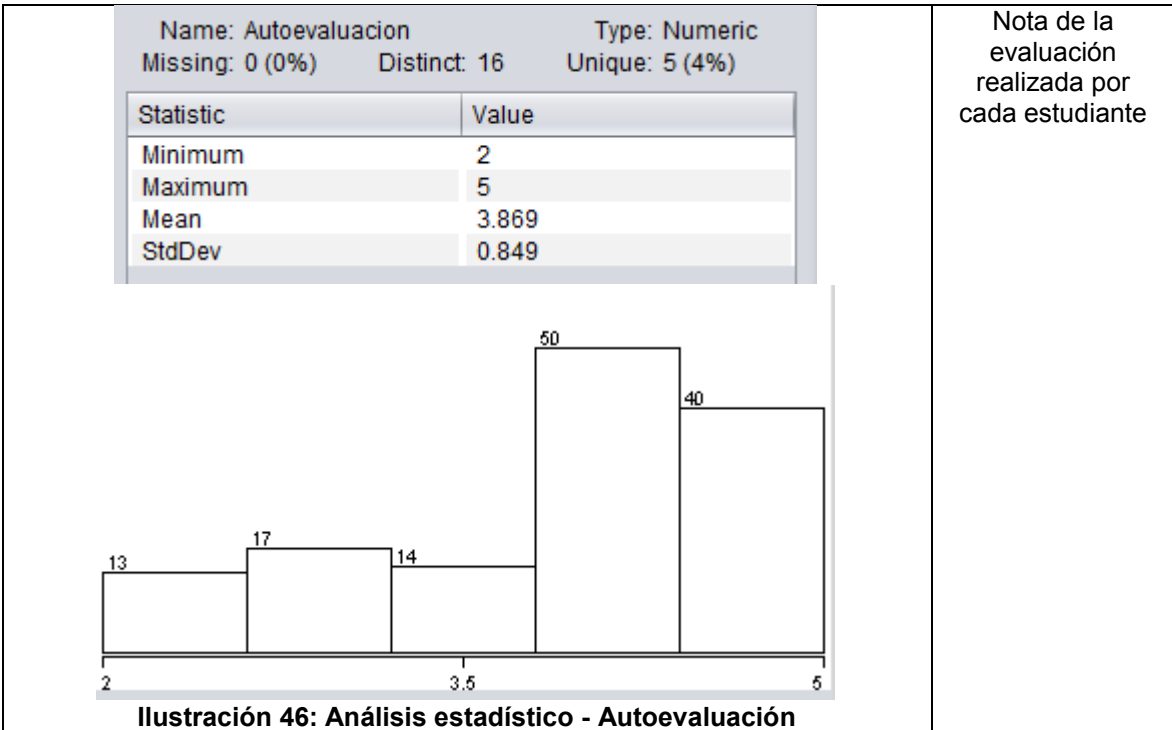 Name: Autoevaluacion Type: Numeric
Missing: 0 (0%) Distinct: 16 Unique: 5 (4%)
Statistic Value
Minimum 2
Maximum 5
Mean 3.869
StdDev 0.849
13
17
14
50
40
2 3.5 5
Ilustración 46: Análisis estadístico - Autoevaluación
Nota de la
evaluación
realizada por
cada estudiante